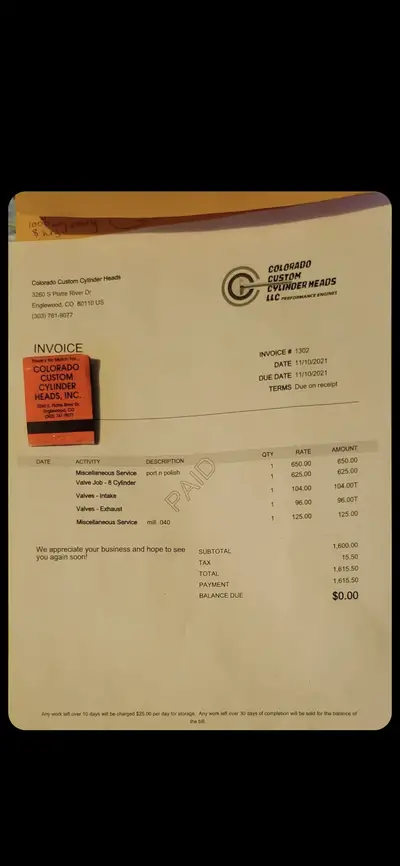 Colorado Custom Cylinder Heads
3260 S Platte River Dr
Englewood, CO 80110 US
(303) 761-8077
COLORADO
CUSTOM
CYLINDER HEADS
LLC PERFORMANCE ENGINES
INVOICE
INVOICE # 1302
DATE 11/10/2021
DUE DATE 11/10/2021
TERMS Due on receipt
COLORADO
CUSTOM
CYLINDER
HEADS, INC.
Englewood, CO
DATE ACTIVITY DESCRIPTION QTY RATE AMOUNT
Miscellaneous Service port n polish 1 650.00 650.00
Valve Job - 8 Cylinder 1 625.00 625.00
Valves - Intake 1 104.00 104.00T
Valves - Exhaust 1 96.00 96.00T
Miscellaneous Service mill .040 1 125.00 125.00
PAID
We appreciate your business and hope to see
you again soon!
SUBTOTAL 1,600.00
TAX 15.50
TOTAL 1,615.50
PAYMENT 1,615.50
BALANCE DUE $0.00
Any work left over 10 days will be charged $25.00 per day for storage. Any work left over 30 days of completion will be sold for the balance of
the bill.